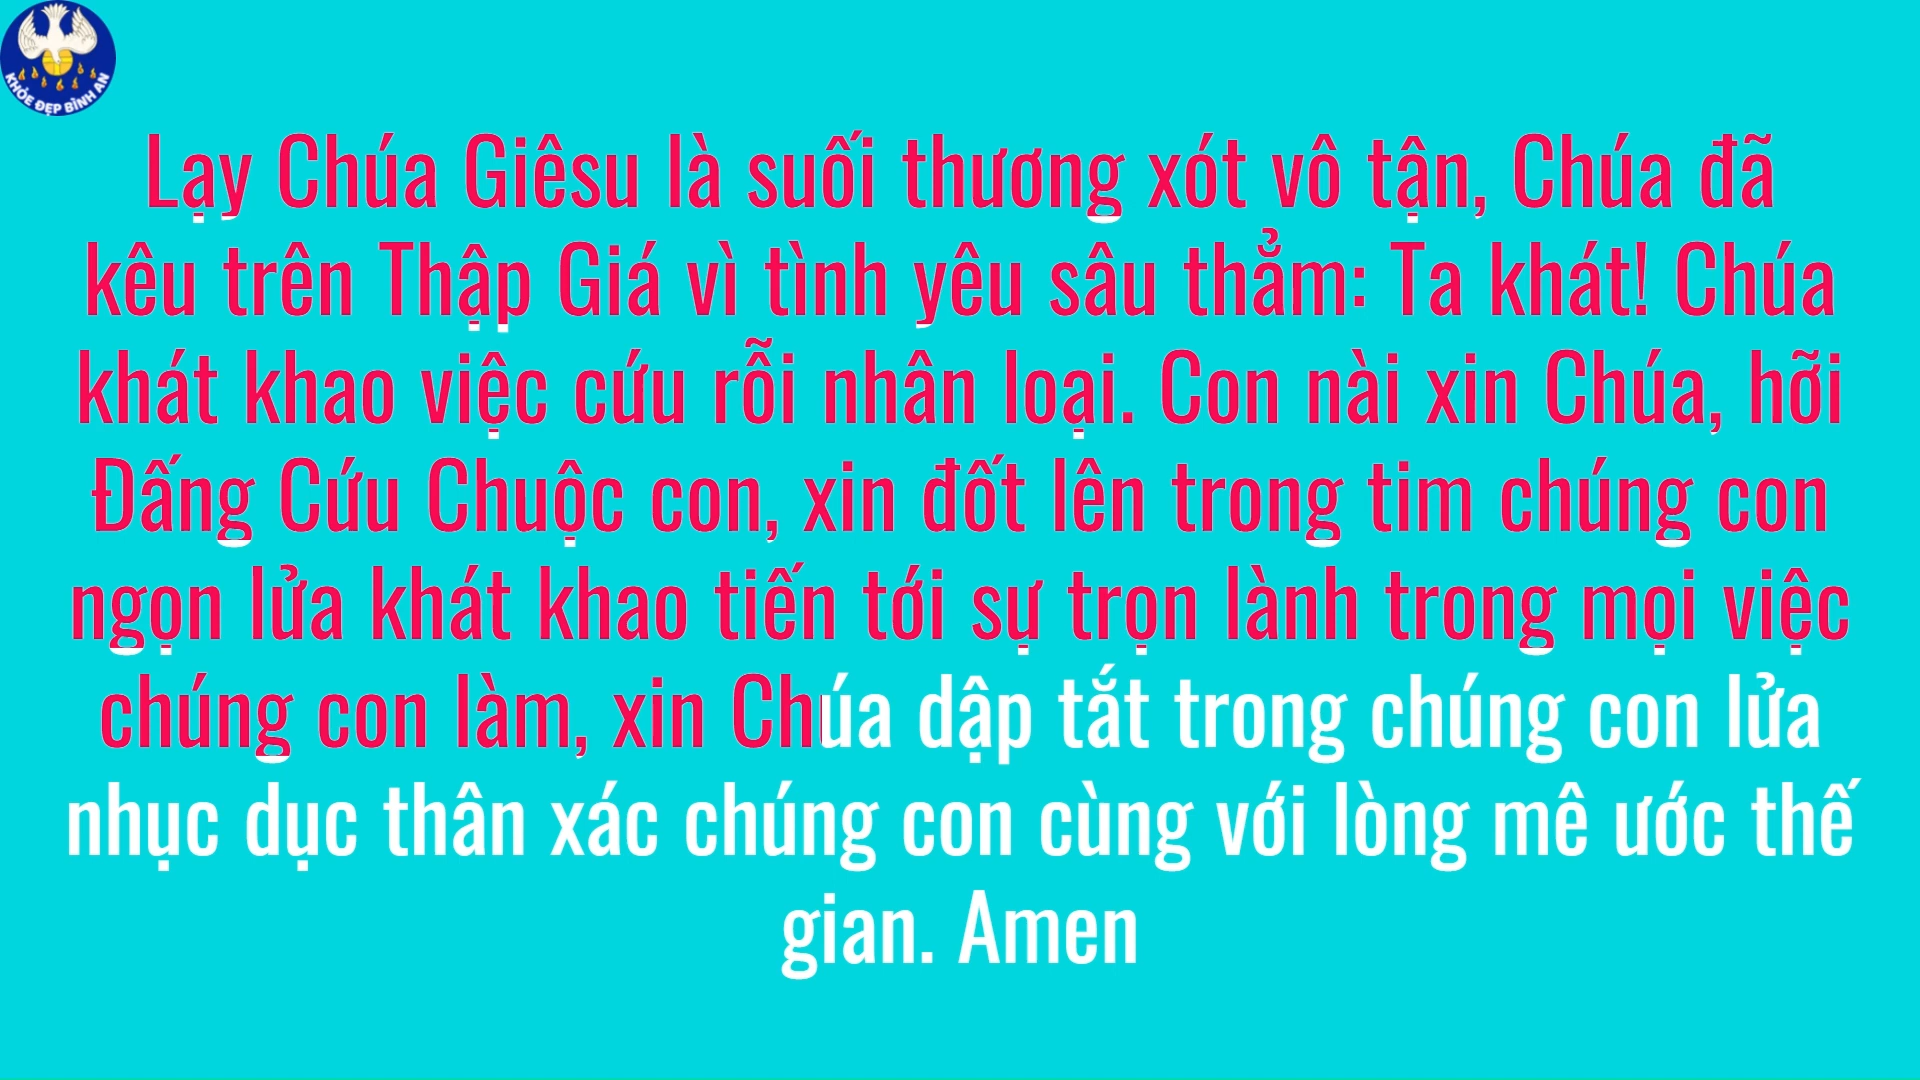 KHỎE ĐẸP BÌNH AN
Lạy Chúa Giêsu là suối thương xót vô tận, Chúa đã
kêu trên Thập Giá vì tình yêu sâu thẳm: Ta khát! Chúa
khát khao việc cứu rỗi nhân loại. Con nài xin Chúa, hỡi
Đấng Cứu Chuộc con, xin đốt lên trong tim chúng con
ngọn lửa khát khao tiến tới sự trọn lành trong mọi việc
chúng con làm, xin Chúa dập tắt trong chúng con lửa
nhục dục thân xác chúng con cùng với lòng mê ước thế
gian. Amen